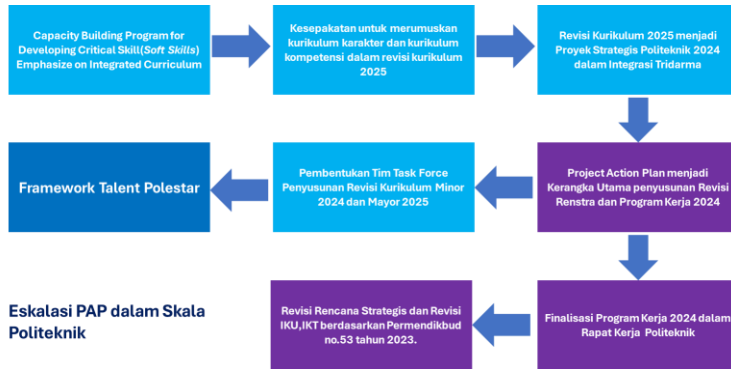 Capacity Building Program for
Developing Critical Skill(Soft Skills)
Emphasize on Integrated Curriculum
Kesepakatan untuk merumuskan
kurikulum karakter dan kurikulum
kompetensi dalam revisi kurikulum
2025
Revisi Kurikulum 2025 menjadi
Proyek Strategis Politeknik 2024
dalam Integrasi Tridarma
Framework Talent Polestar
Pembentukan Tim Task Force
Penyusunan Revisi Kurikulum Minor
2024 dan Mayor 2025
Project Action Plan menjadi
Kerangka Utama penyusunan Revisi
Renstra dan Program Kerja 2024
Eskalasi PAP dalam Skala
Politeknik
Revisi Rencana Strategis dan Revisi
IKU,IKT berdasarkan Permendikbud
no.53 tahun 2023.
Finalisasi Program Kerja 2024 dalam
Rapat Kerja Politeknik